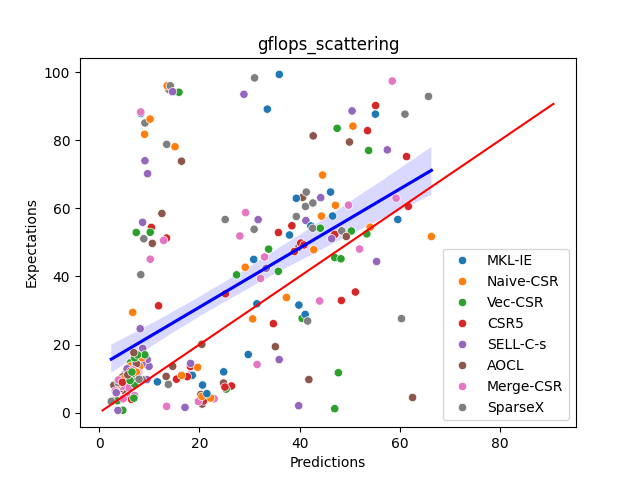 gflops_scattering
100
80
60
40
20
0
Expectations
MKL-IE
Naive-CSR
Vec-CSR
CSR5
SELL-C-s
AOCL
Merge-CSR
SparseX
0 20 40 60 80
Predictions